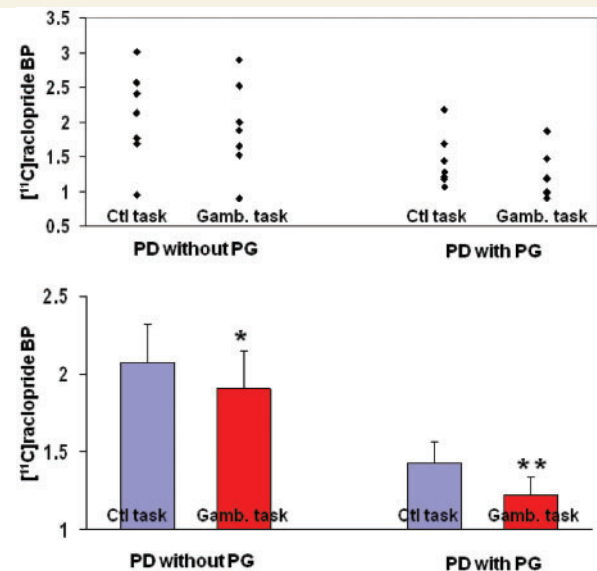 [¹¹C]raclopride BP
3.5
3
2.5
2
1.5
1
0.5
Ctl task Gamb. task Ctl task Gamb. task
PD without PG PD with PG
[¹¹C]raclopride BP
2.5
2
1.5
1
* **
Ctl task Gamb. task Ctl task Gamb. task
PD without PG PD with PG